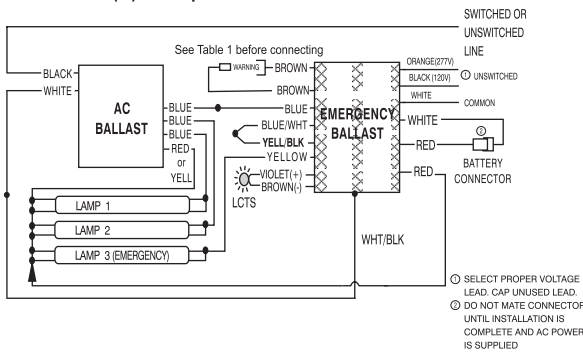 SWITCHED OR
UNSWITCHED
LINE
See Table 1 before connecting
WARNING
BROWN
BROWN
ORANGE(277V)
BLACK (120V)
① UNSWITCHED
WHITE
COMMON
BLACK
WHITE
AC
BALLAST
BLUE
BLUE
BLUE
RED
or
YELL
BLUE
BLUE/WHT
YELL/BLK
YELLOW
VIOLET(+)
BROWN(-)
LCTS
EMERGENCY
BALLAST
WHITE
RED
②
BATTERY
CONNECTOR
RED
LAMP 1
LAMP 2
LAMP 3 (EMERGENCY)
WHT/BLK
① SELECT PROPER VOLTAGE
LEAD. CAP UNUSED LEAD.
② DO NOT MATE CONNECTOR
UNTIL INSTALLATION IS
COMPLETE AND AC POWER
IS SUPPLIED